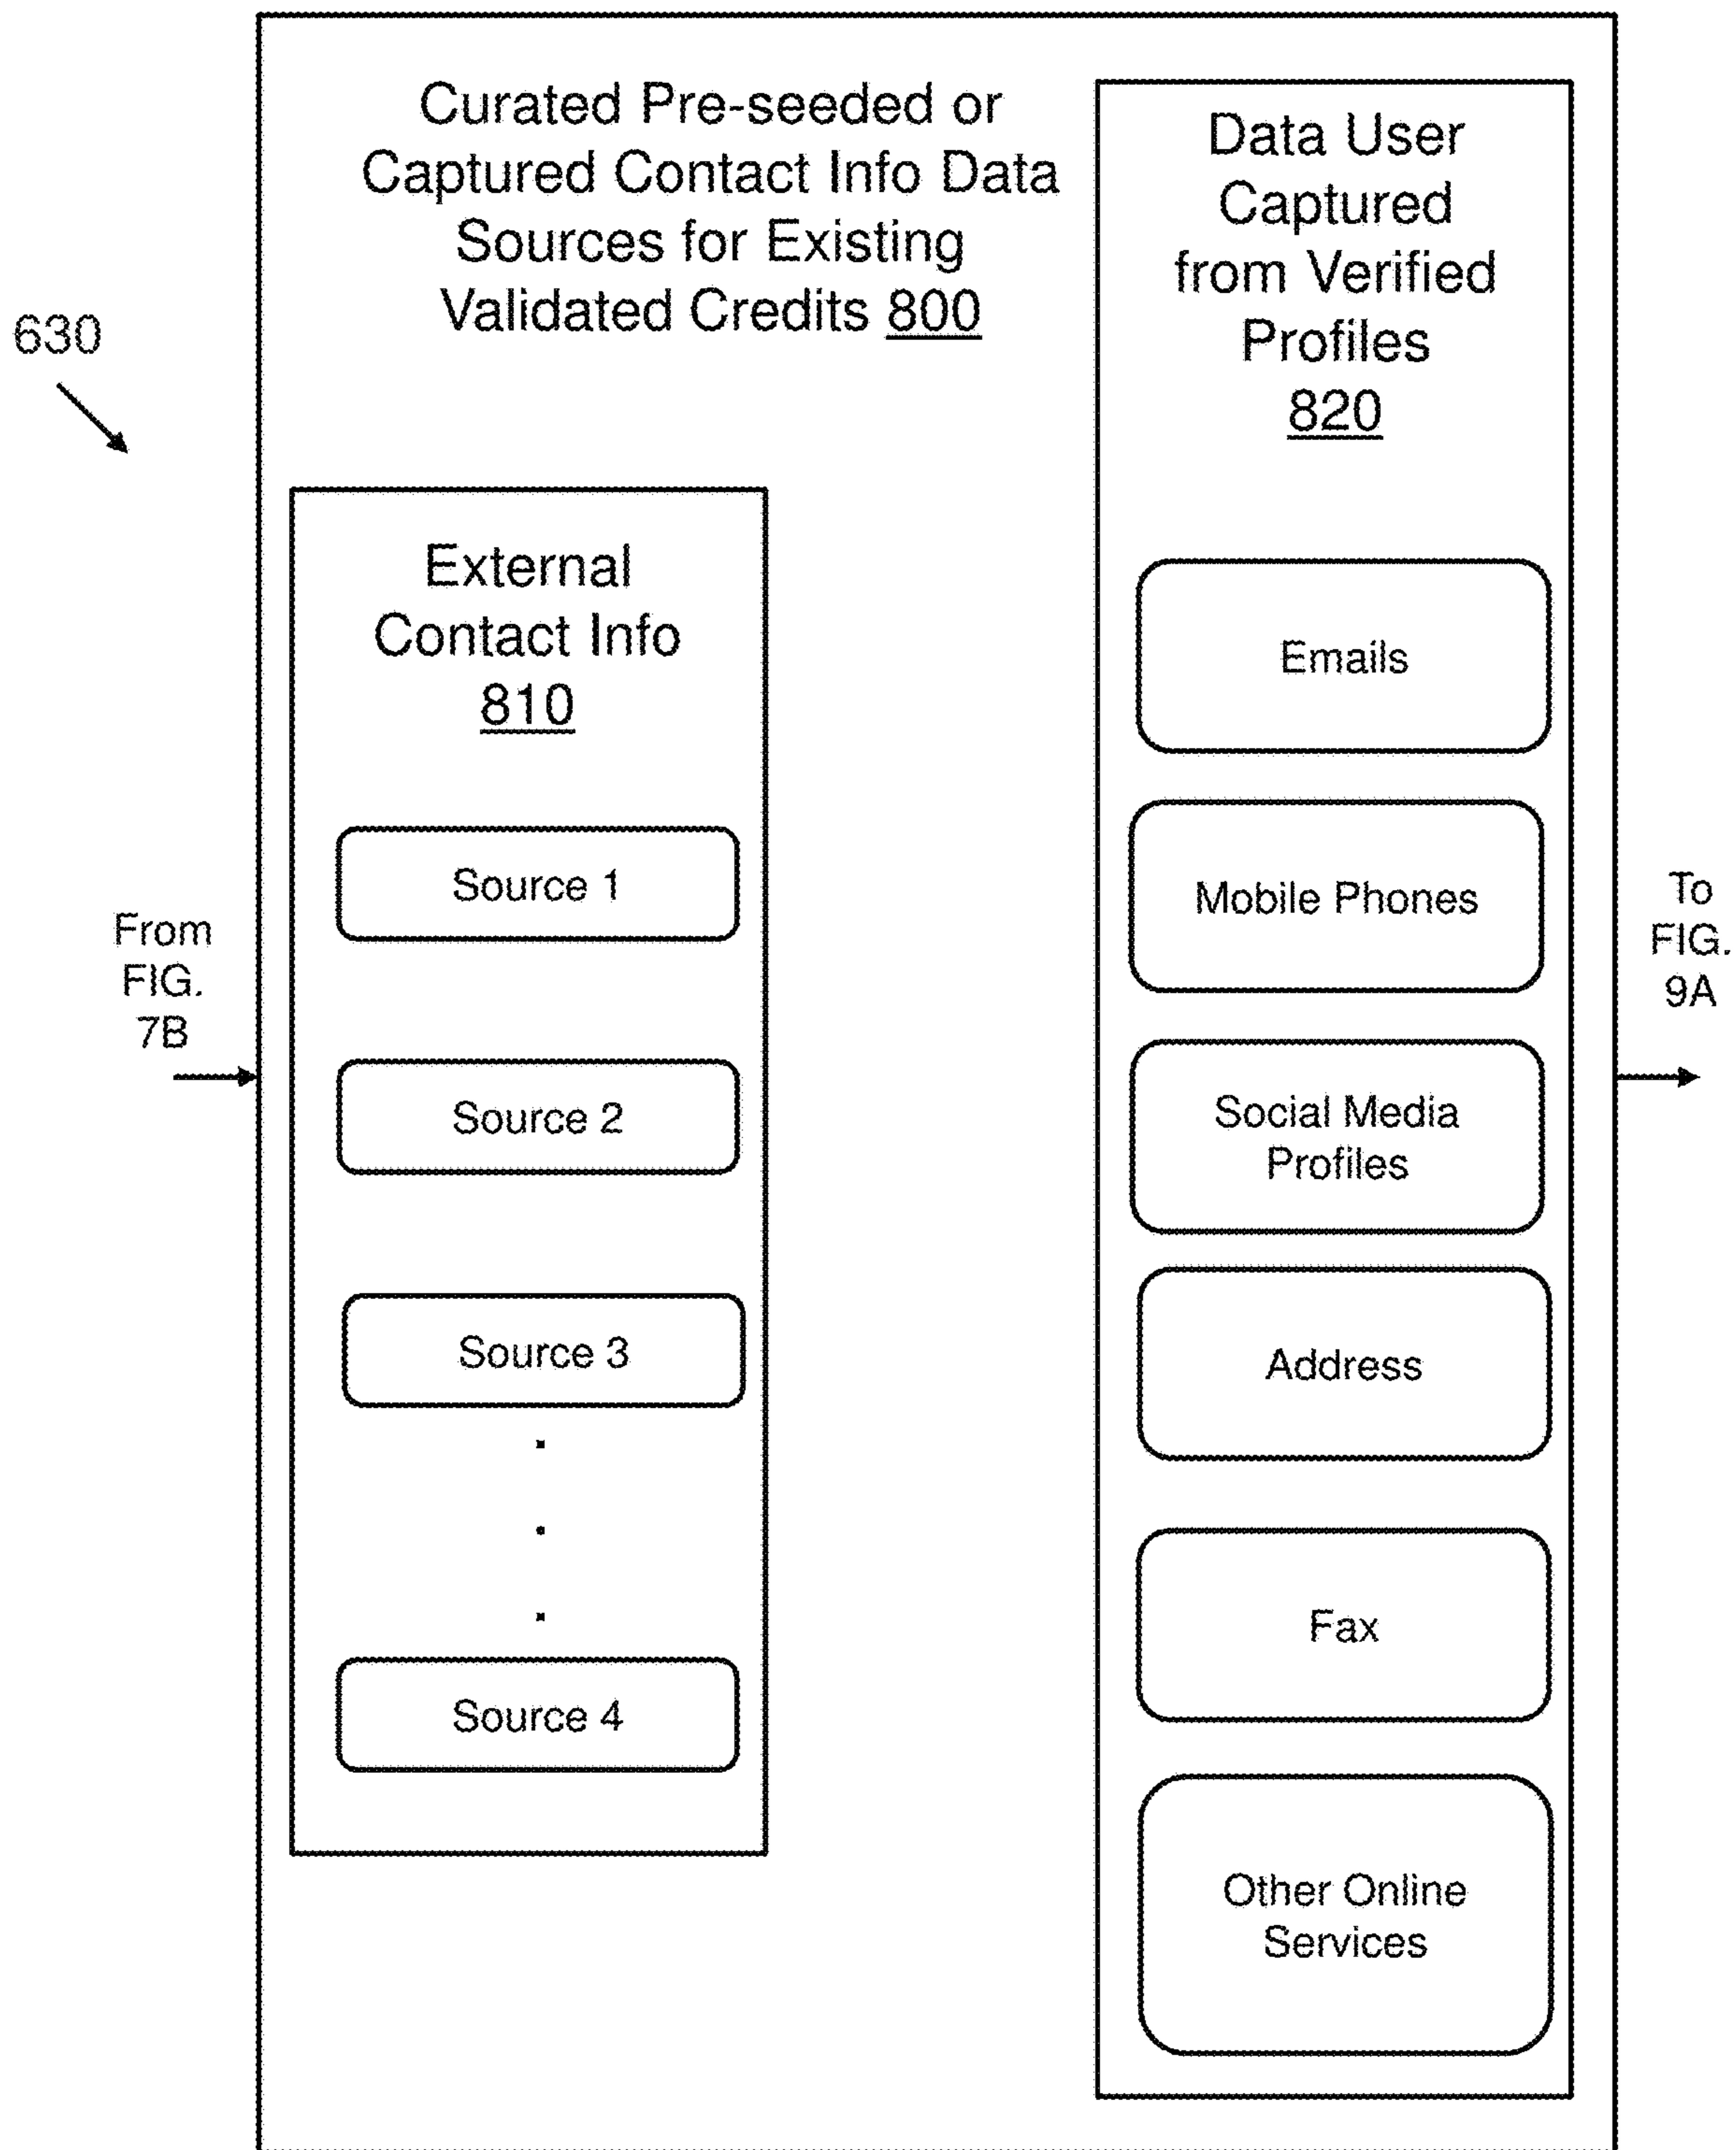 Curated Pre-seeded or
Captured Contact Info Data
Sources for Existing
Validated Credits 800
630
External
Contact Info
810
Source 1
Source 2
Source 3
.
.
.
Source 4
From
FIG.
7B
Data User
Captured
from Verified
Profiles
820
Emails
Mobile Phones
Social Media
Profiles
Address
Fax
Other Online
Services
To
FIG.
9A